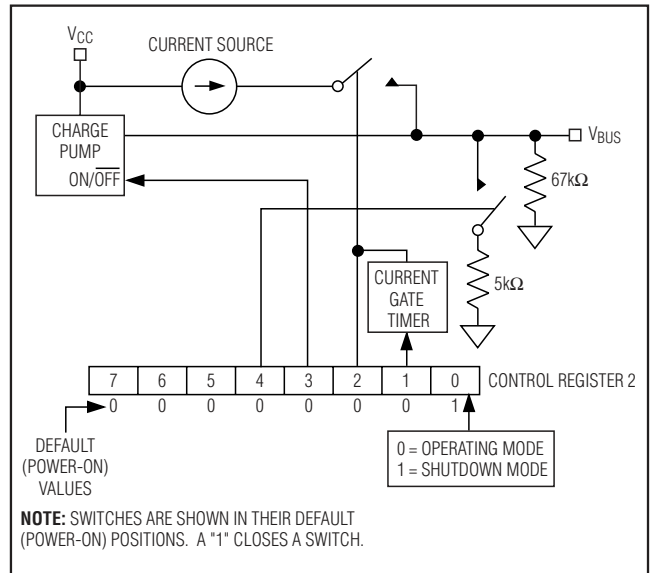 VCC
CURRENT SOURCE
CHARGE
PUMP
ON/OFF
VBUS
67kΩ
5kΩ
CURRENT
GATE
TIMER
7 6 5 4 3 2 1 0
CONTROL REGISTER 2
0 0 0 0 0 0 0 1
DEFAULT
(POWER-ON)
VALUES
0 = OPERATING MODE
1 = SHUTDOWN MODE
NOTE: SWITCHES ARE SHOWN IN THEIR DEFAULT
(POWER-ON) POSITIONS. A "1" CLOSES A SWITCH.